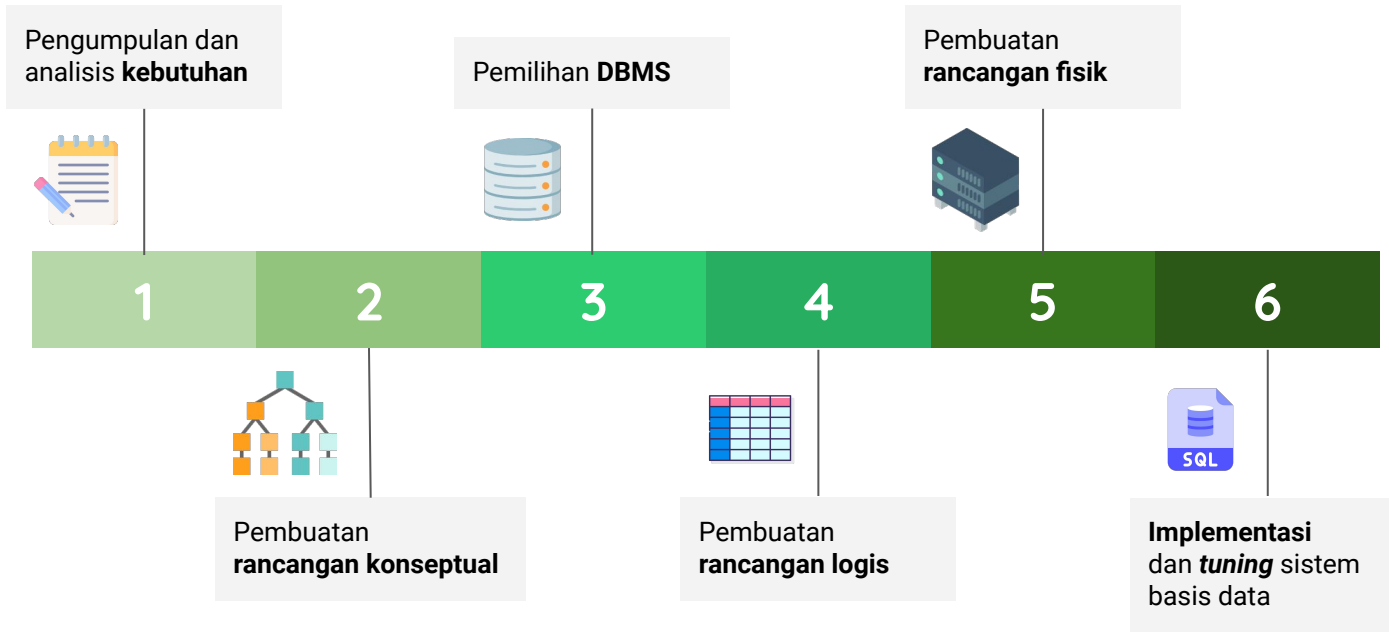 Pengumpulan dan
analisis kebutuhan
Pemilihan DBMS
Pembuatan
rancangan fisik
1
2
3
4
5
6
SQL
Pembuatan
rancangan konseptual
Pembuatan
rancangan logis
Implementasi
dan tuning sistem
basis data